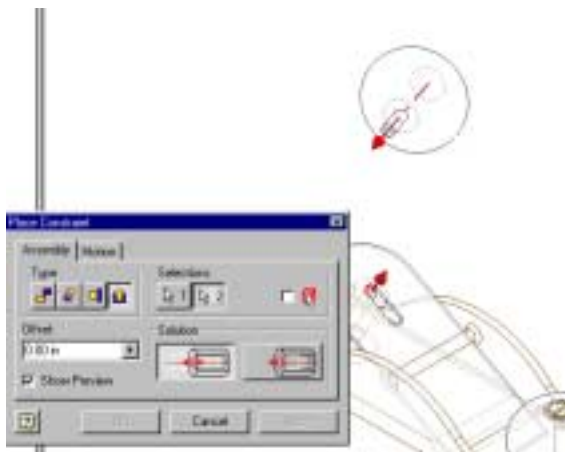 Place Constraint
Assembly Motion
Type
Selections
1 2
Offset
0.00 in
Solution
Show Preview
Cancel